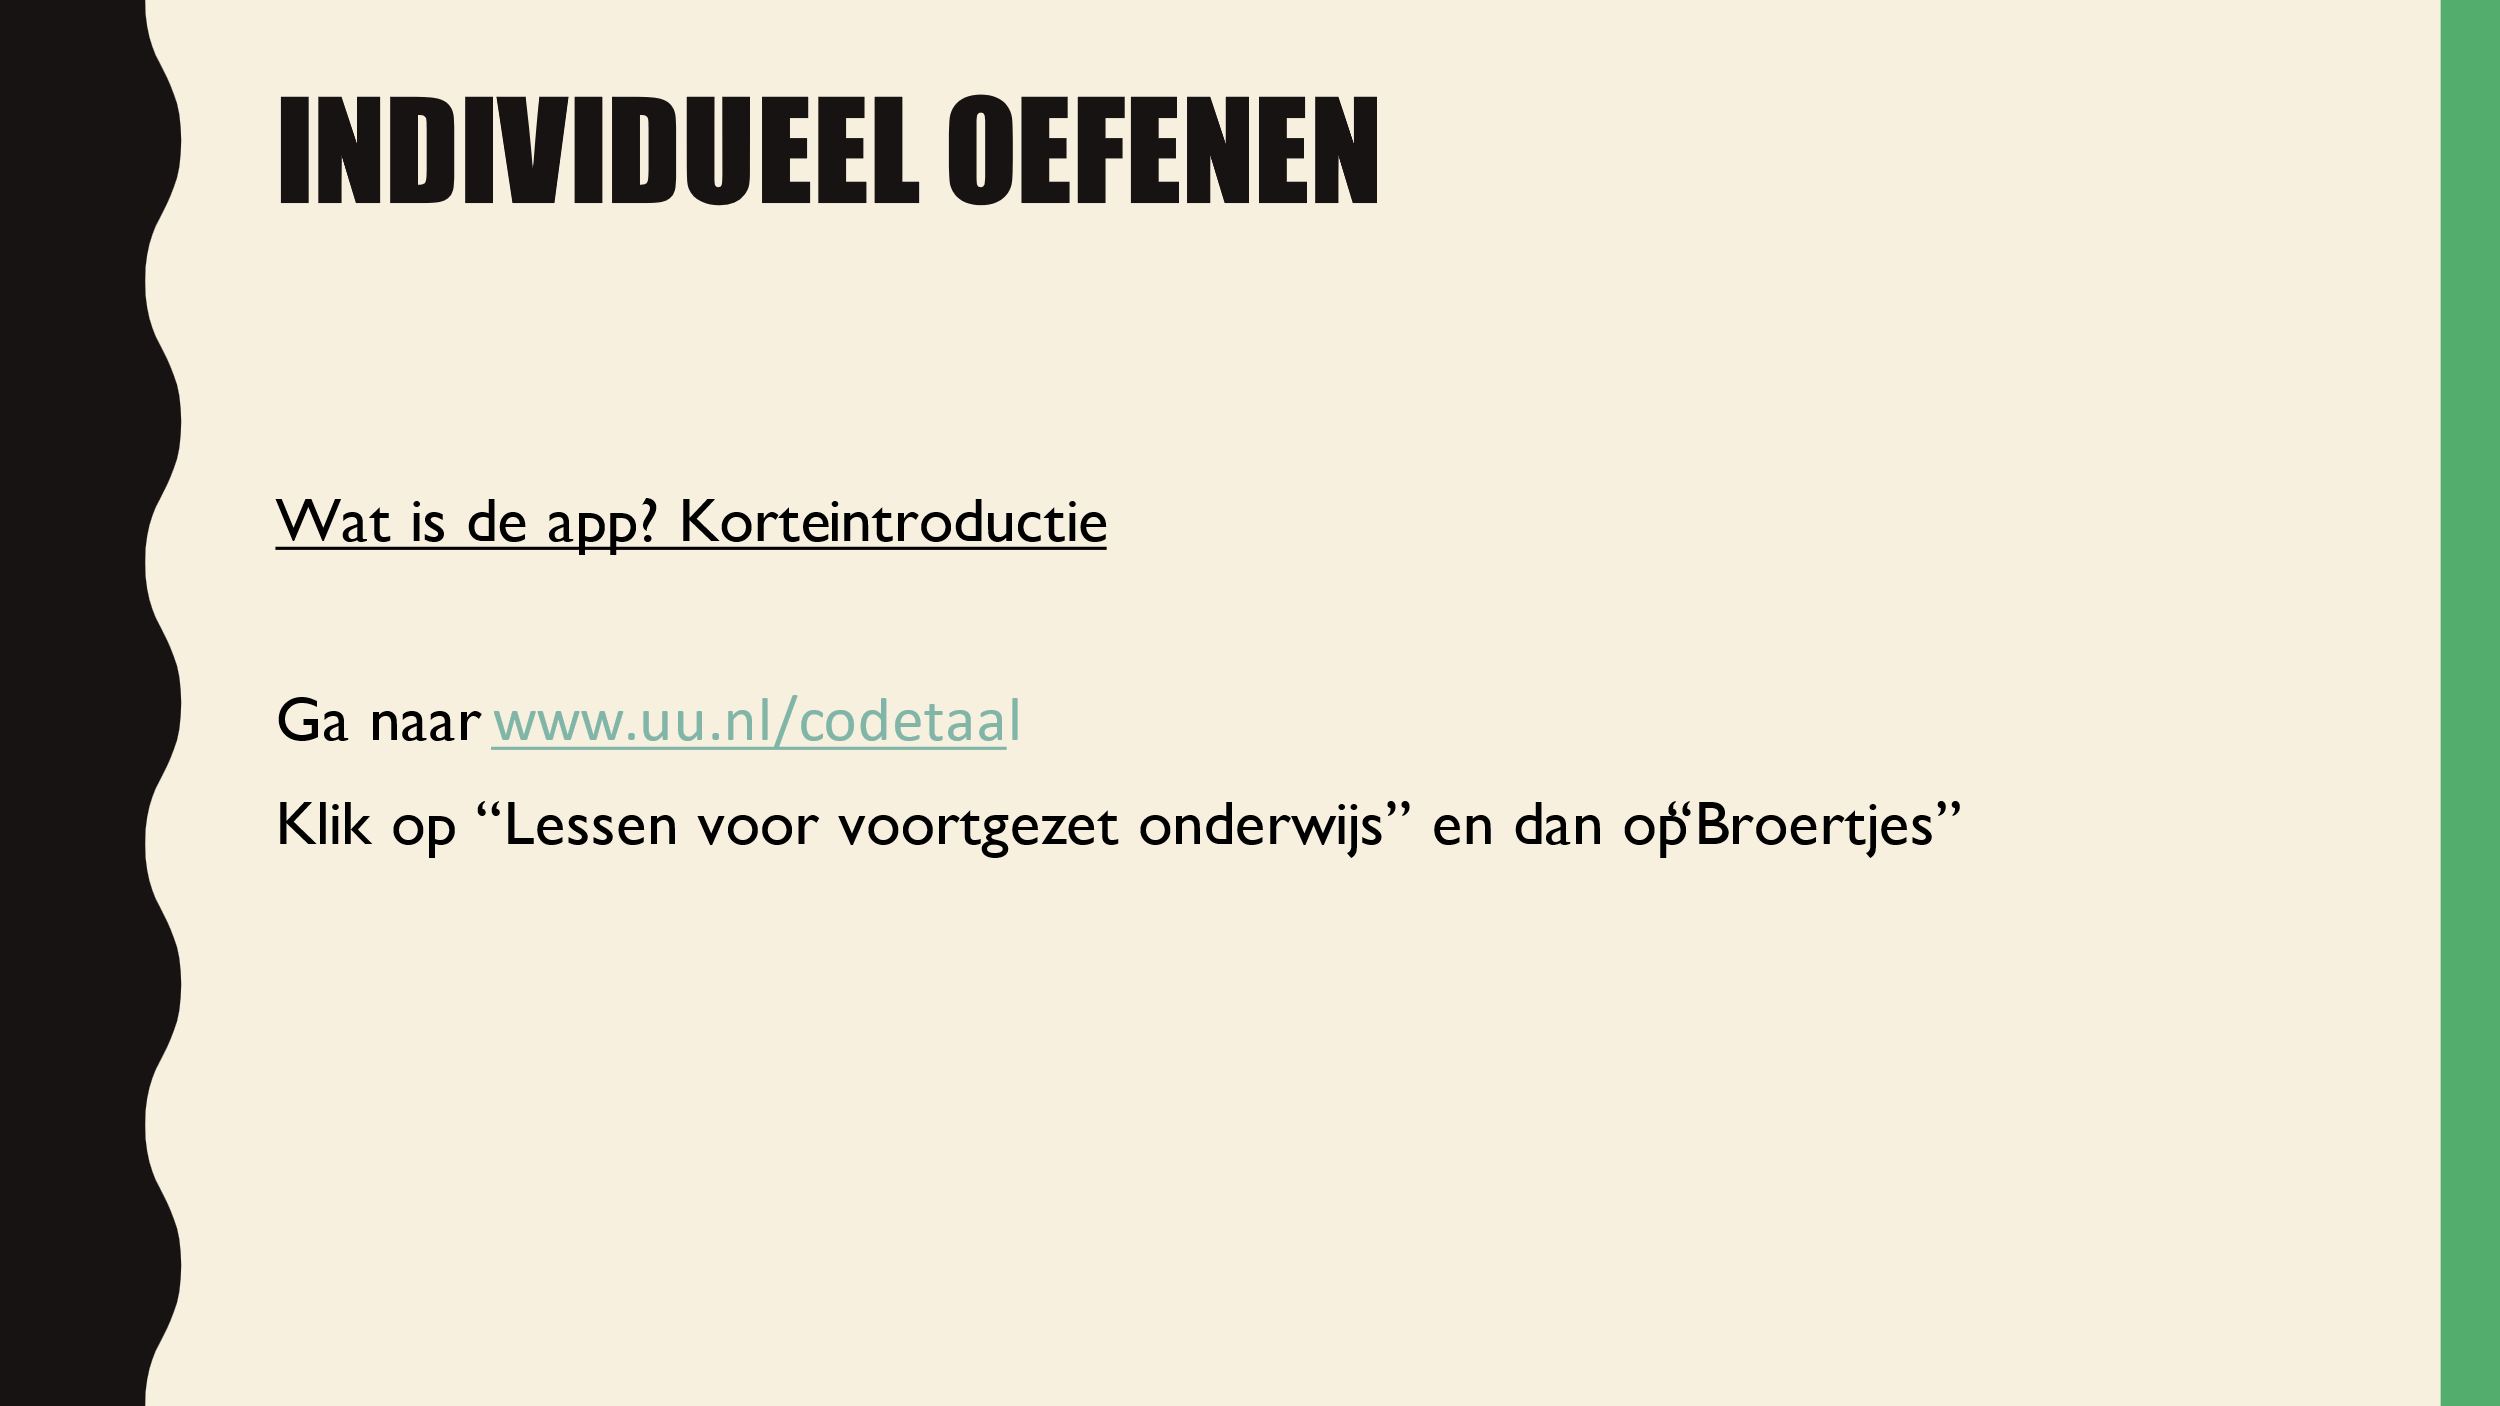 INDIVIDUEEL OEFENEN
Wat is de app? Korteintroductie
Ga naar www.uu.nl/codetaal
Klik op “Lessen voor voortgezet onderwijs” en dan op“Broertjes”